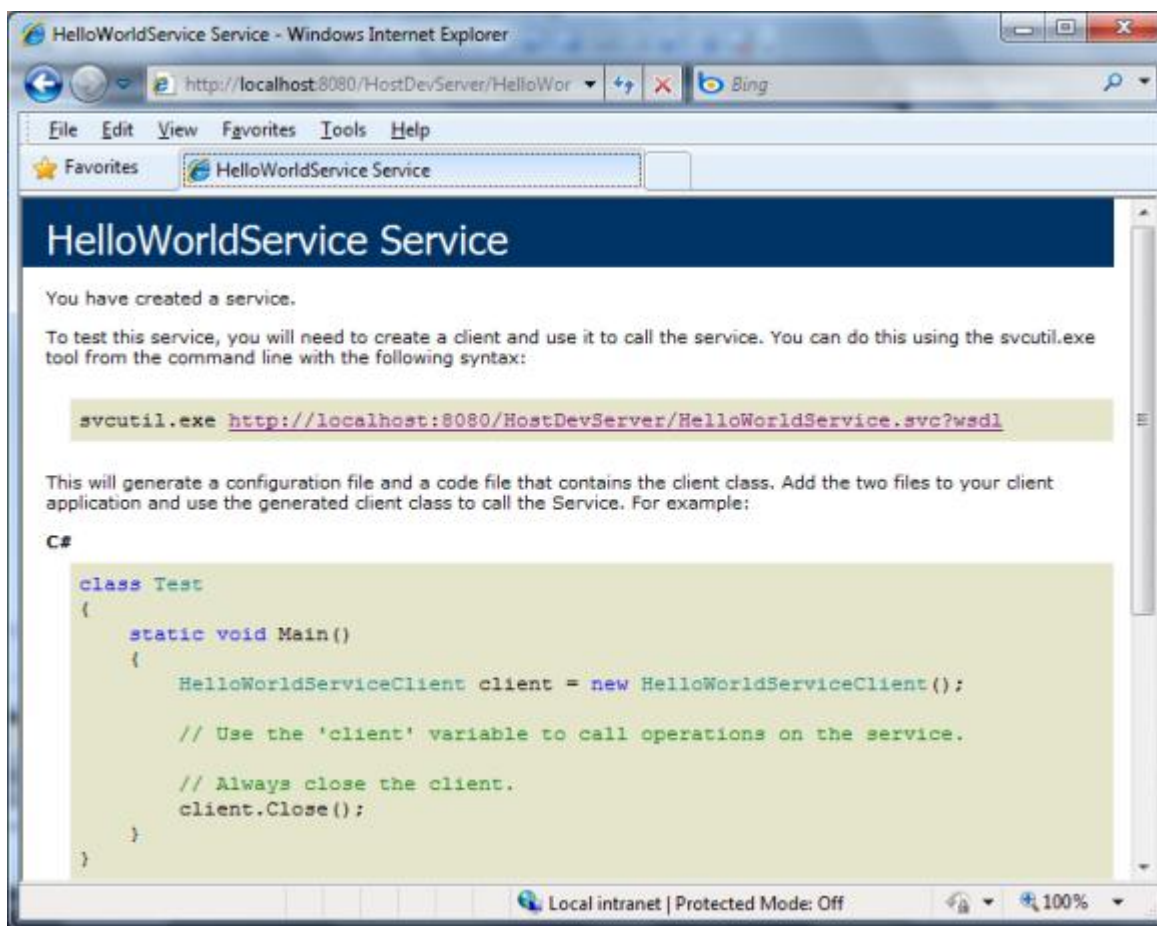 HelloWorldService Service - Windows Internet Explorer
http://localhost:8080/HostDevServer/HelloWor
Bing
File Edit View Favorites Tools Help
Favorites
HelloWorldService Service
HelloWorldService Service
You have created a service.
To test this service, you will need to create a client and use it to call the service. You can do this using the svcutil.exe
tool from the command line with the following syntax:
svcutil.exe http://localhost:8080/HostDevServer/HelloWorldService.svc?wsdl
This will generate a configuration file and a code file that contains the client class. Add the two files to your client
application and use the generated client class to call the Service. For example:
C#
class Test
{
static void Main()
{
HelloWorldServiceClient client = new HelloWorldServiceClient();
// Use the 'client' variable to call operations on the service.
// Always close the client.
client.Close();
}
}
Local intranet | Protected Mode: Off
100%